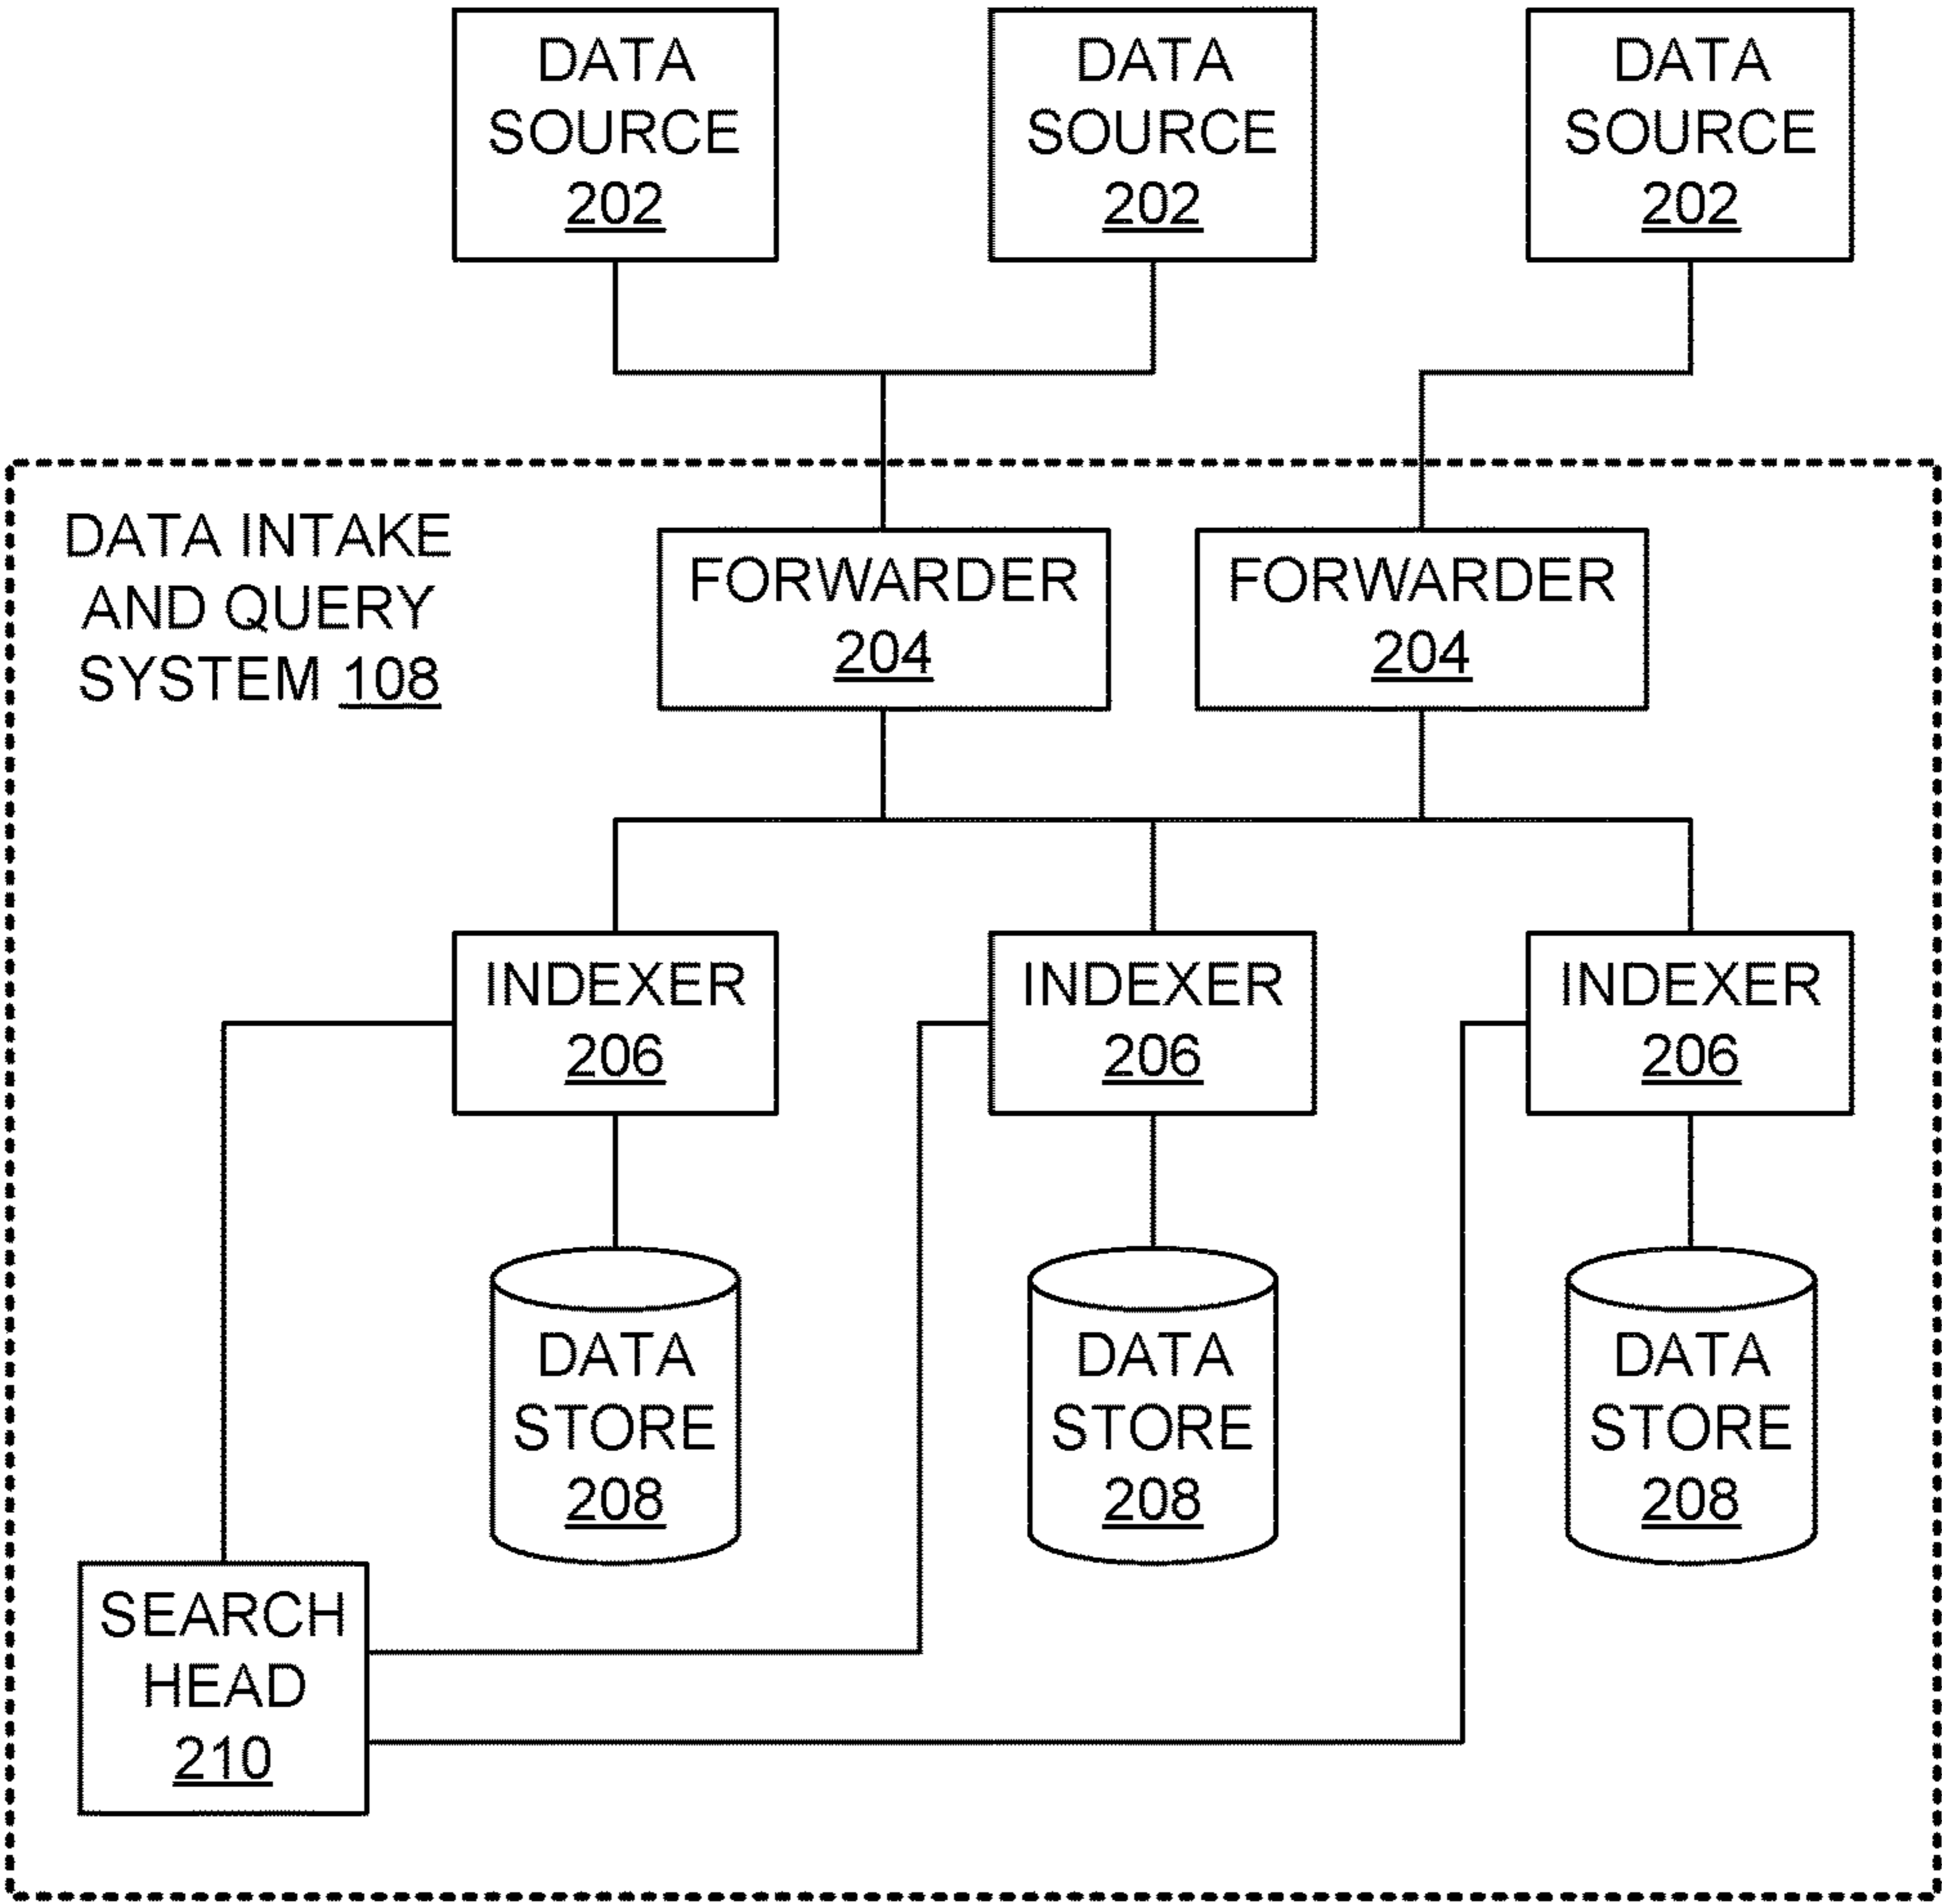 DATA
SOURCE
202
DATA
SOURCE
202
DATA
SOURCE
202
DATA INTAKE
AND QUERY
SYSTEM 108
FORWARDER
204
FORWARDER
204
INDEXER
206
INDEXER
206
INDEXER
206
DATA
STORE
208
DATA
STORE
208
DATA
STORE
208
SEARCH
HEAD
210